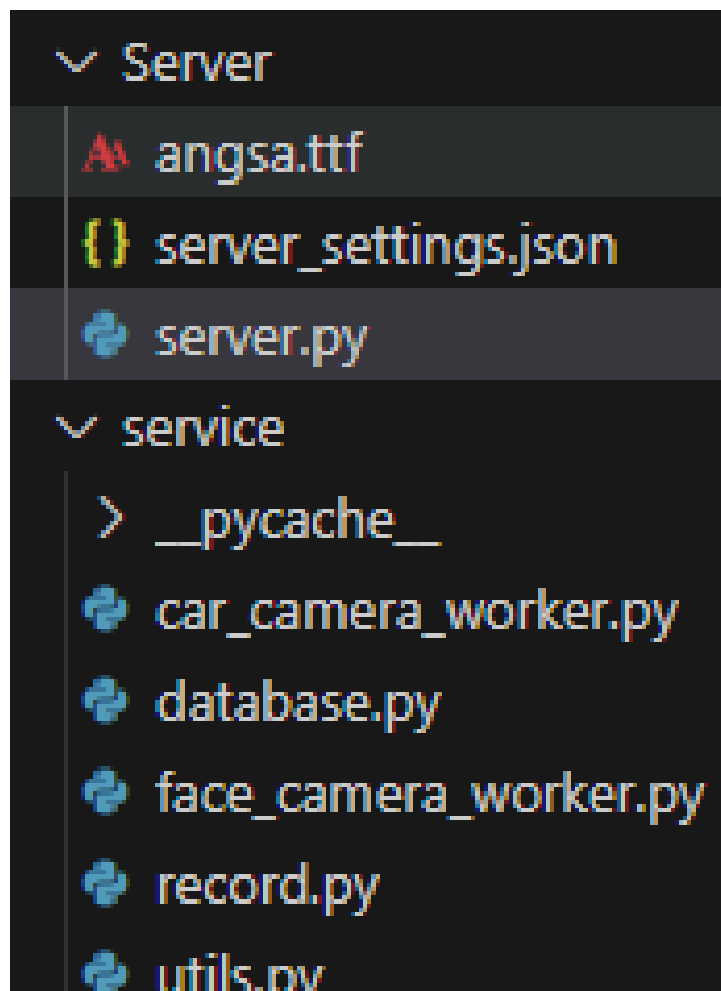 Server
angsa.ttf
server_settings.json
server.py
service
__pycache__
car_camera_worker.py
database.py
face_camera_worker.py
record.py
utils.py